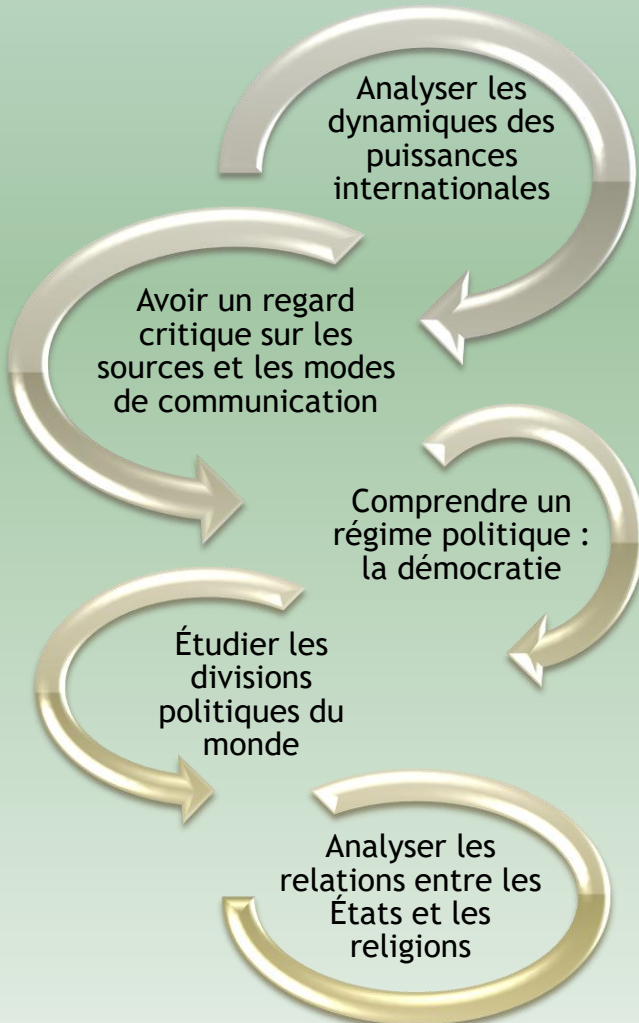 Analyser les
dynamiques des
puissances
internationales
Avoir un regard
critique sur les
sources et les modes
de communication
Comprendre un
régime politique :
la démocratie
Étudier les
divisions
politiques du
monde
Analyser les
relations entre les
États et les
religions